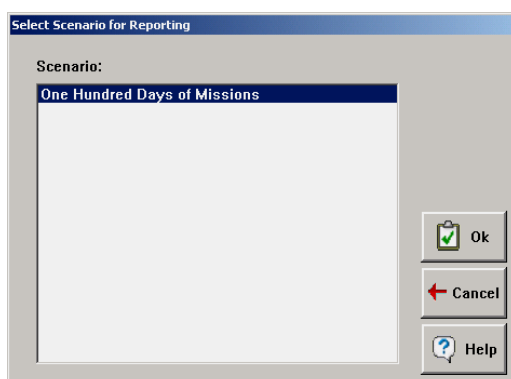 Select Scenario for Reporting
Scenario:
One Hundred Days of Missions
Ok
Cancel
Help